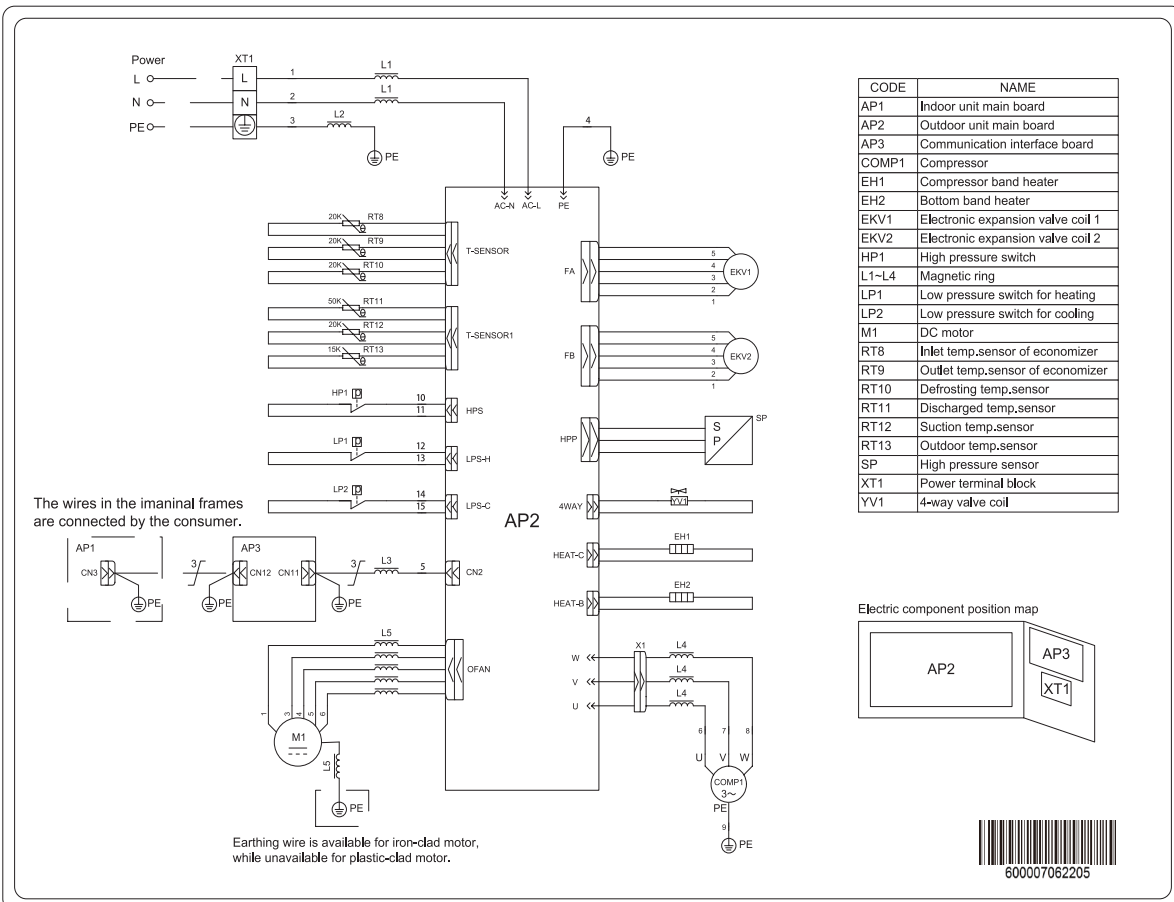 Power
XT1
L
L
1
L1
N
N
2
L1
PE
3
L2
PE
4
PE
AC-N
AC-L
PE
20K
RT8
20K
RT9
20K
RT10
T-SENSOR
50K
RT11
20K
RT12
15K
RT13
T-SENSOR1
HP1
P
10
11
HPS
LP1
P
12
13
LPS-H
LP2
P
14
15
LPS-C
AP2
The wires in the imaninal frames
are connected by the consumer.
AP1
CN3
PE
3
PE
AP3
CN12
CN11
PE
3
L3
5
CN2
L5
OFAN
1
3
4
5
6
M1
L5
PE
Earthing wire is available for iron-clad motor,
while unavailable for plastic-clad motor.
FA
5
4
3
2
1
EKV1
FB
5
4
3
2
1
EKV2
HPP
S
P
SP
4WAY
YV1
HEAT-C
EH1
HEAT-B
EH2
W
V
U
X1
L4
L4
L4
6
7
8
U
V
W
COMP1
3~
PE
9
PE
CODE NAME
AP1 Indoor unit main board
AP2 Outdoor unit main board
AP3 Communication interface board
COMP1 Compressor
EH1 Compressor band heater
EH2 Bottom band heater
EKV1 Electronic expansion valve coil 1
EKV2 Electronic expansion valve coil 2
HP1 High pressure switch
L1~L4 Magnetic ring
LP1 Low pressure switch for heating
LP2 Low pressure switch for cooling
M1 DC motor
RT8 Inlet temp.sensor of economizer
RT9 Outlet temp.sensor of economizer
RT10 Defrosting temp.sensor
RT11 Discharged temp.sensor
RT12 Suction temp.sensor
RT13 Outdoor temp.sensor
SP High pressure sensor
XT1 Power terminal block
YV1 4-way valve coil
Electric component position map
AP2
AP3
XT1
600007062205